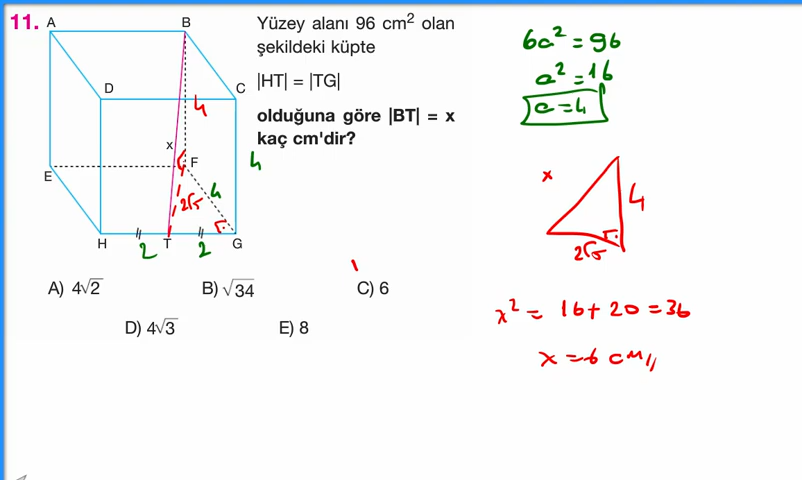 11.
Yüzey alanı 96 cm² olan
şekildeki küpte
|HT| = |TG|
olduğuna göre |BT| = x
kaç cm'dir?
A
B
D
C
4
x
F
4
E
2√5
4
H
T
G
2
2
A) 4√2
B) √34
C) 6
D) 4√3
E) 8
6a² = 96
a² = 16
a = 4
x
4
2√5
x² = 16 + 20 = 36
x = 6 cm //